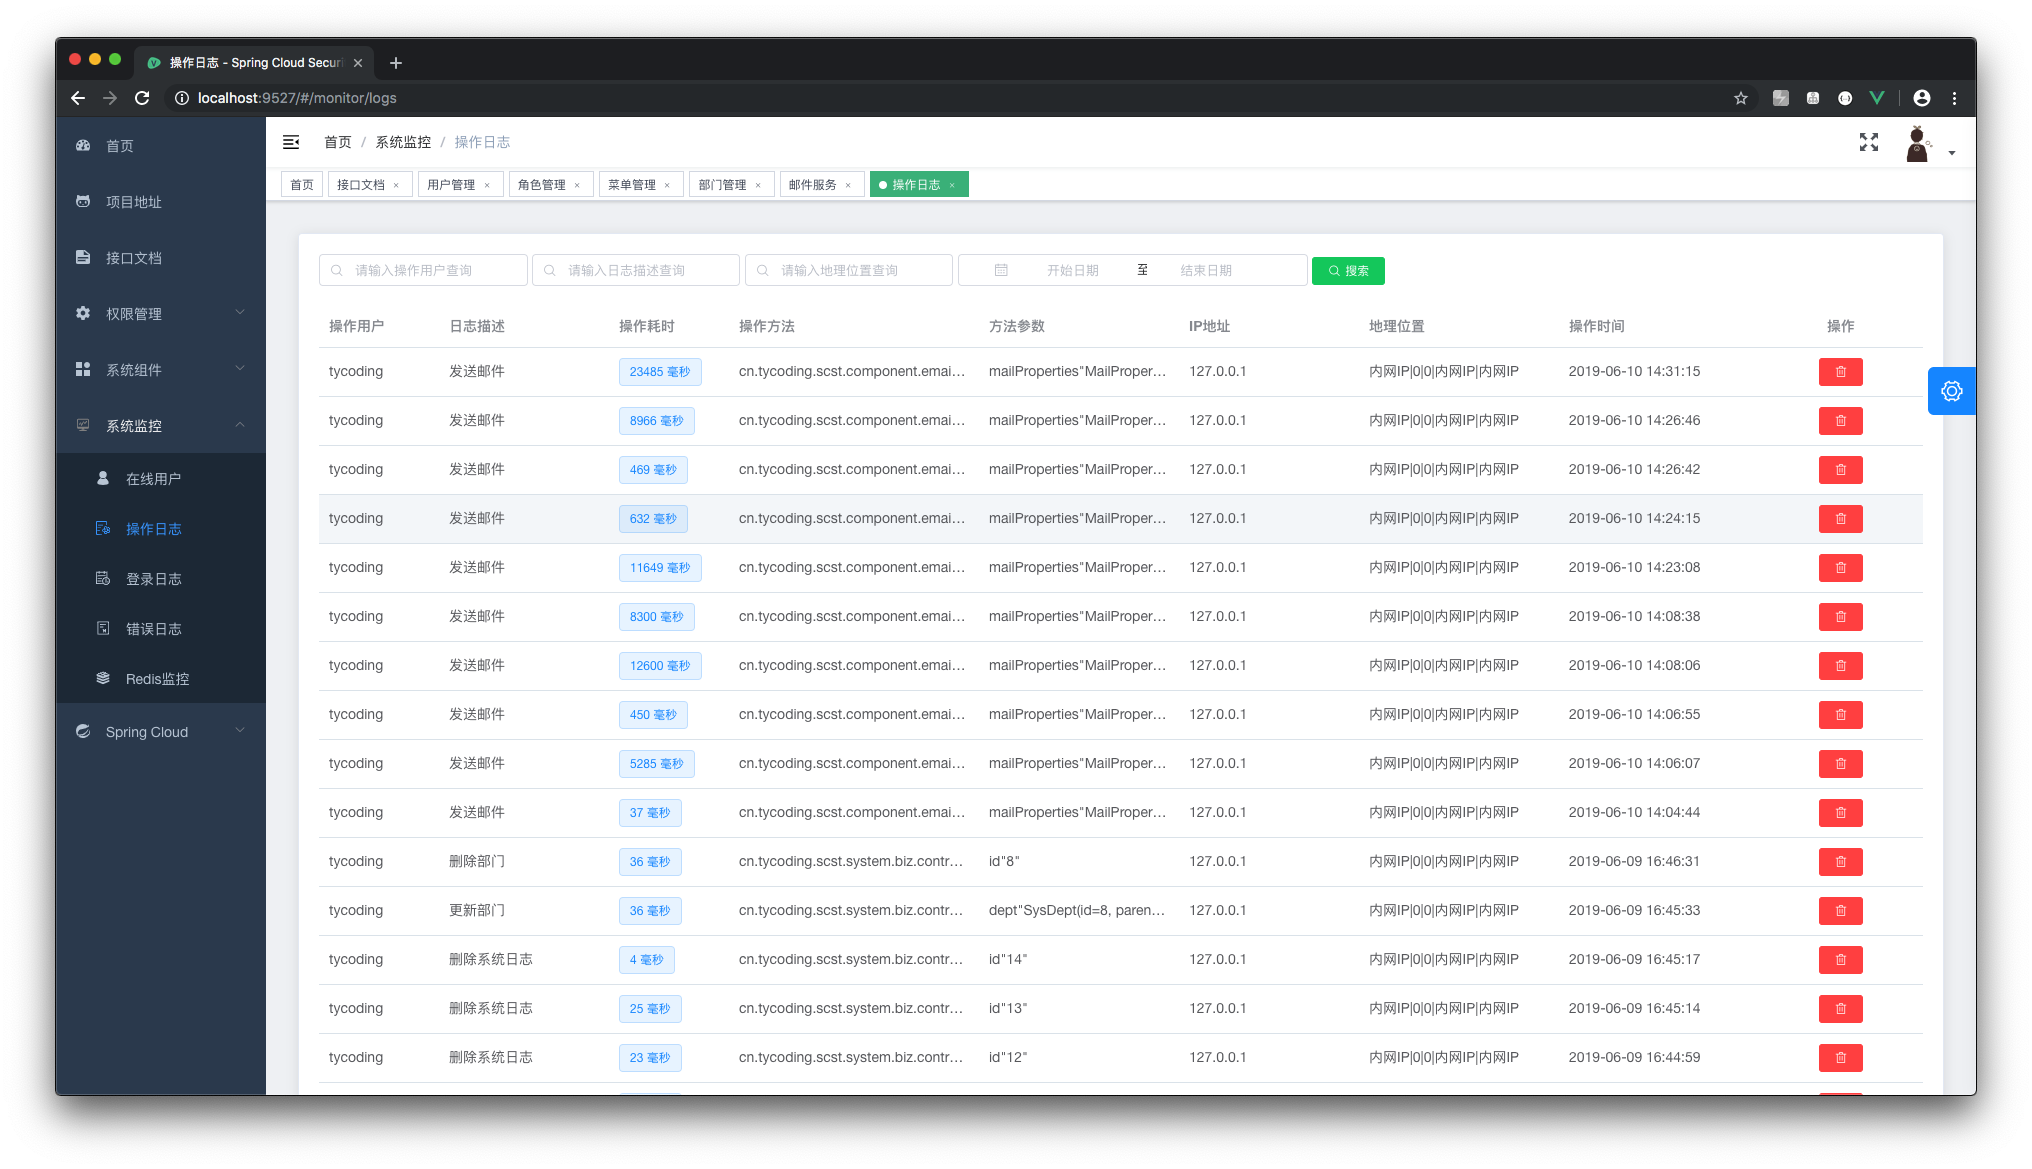 操作日志 - Spring Cloud Securi
localhost:9527/#/monitor/logs
首页
项目地址
接口文档
权限管理
系统组件
系统监控
在线用户
操作日志
登录日志
错误日志
Redis监控
Spring Cloud
首页 / 系统监控 / 操作日志
首页 接口文档 × 用户管理 × 角色管理 × 菜单管理 × 部门管理 × 邮件服务 × 操作日志 ×
请输入操作用户查询 请输入日志描述查询 请输入地理位置查询 开始日期 至 结束日期 搜索
操作用户 日志描述 操作耗时 操作方法 方法参数 IP地址 地理位置 操作时间 操作
tycoding 发送邮件 23485 毫秒 cn.tycoding.scst.component.emai... mailProperties"MailProper... 127.0.0.1 内网IP|0|0|内网IP|内网IP 2019-06-10 14:31:15
tycoding 发送邮件 8966 毫秒 cn.tycoding.scst.component.emai... mailProperties"MailProper... 127.0.0.1 内网IP|0|0|内网IP|内网IP 2019-06-10 14:26:46
tycoding 发送邮件 469 毫秒 cn.tycoding.scst.component.emai... mailProperties"MailProper... 127.0.0.1 内网IP|0|0|内网IP|内网IP 2019-06-10 14:26:42
tycoding 发送邮件 632 毫秒 cn.tycoding.scst.component.emai... mailProperties"MailProper... 127.0.0.1 内网IP|0|0|内网IP|内网IP 2019-06-10 14:24:15
tycoding 发送邮件 11649 毫秒 cn.tycoding.scst.component.emai... mailProperties"MailProper... 127.0.0.1 内网IP|0|0|内网IP|内网IP 2019-06-10 14:23:08
tycoding 发送邮件 8300 毫秒 cn.tycoding.scst.component.emai... mailProperties"MailProper... 127.0.0.1 内网IP|0|0|内网IP|内网IP 2019-06-10 14:08:38
tycoding 发送邮件 12600 毫秒 cn.tycoding.scst.component.emai... mailProperties"MailProper... 127.0.0.1 内网IP|0|0|内网IP|内网IP 2019-06-10 14:08:06
tycoding 发送邮件 450 毫秒 cn.tycoding.scst.component.emai... mailProperties"MailProper... 127.0.0.1 内网IP|0|0|内网IP|内网IP 2019-06-10 14:06:55
tycoding 发送邮件 5285 毫秒 cn.tycoding.scst.component.emai... mailProperties"MailProper... 127.0.0.1 内网IP|0|0|内网IP|内网IP 2019-06-10 14:06:07
tycoding 发送邮件 37 毫秒 cn.tycoding.scst.component.emai... mailProperties"MailProper... 127.0.0.1 内网IP|0|0|内网IP|内网IP 2019-06-10 14:04:44
tycoding 删除部门 36 毫秒 cn.tycoding.scst.system.biz.contr... id"8" 127.0.0.1 内网IP|0|0|内网IP|内网IP 2019-06-09 16:46:31
tycoding 更新部门 36 毫秒 cn.tycoding.scst.system.biz.contr... dept"SysDept(id=8, paren... 127.0.0.1 内网IP|0|0|内网IP|内网IP 2019-06-09 16:45:33
tycoding 删除系统日志 4 毫秒 cn.tycoding.scst.system.biz.contr... id"14" 127.0.0.1 内网IP|0|0|内网IP|内网IP 2019-06-09 16:45:17
tycoding 删除系统日志 25 毫秒 cn.tycoding.scst.system.biz.contr... id"13" 127.0.0.1 内网IP|0|0|内网IP|内网IP 2019-06-09 16:45:14
tycoding 删除系统日志 23 毫秒 cn.tycoding.scst.system.biz.contr... id"12" 127.0.0.1 内网IP|0|0|内网IP|内网IP 2019-06-09 16:44:59